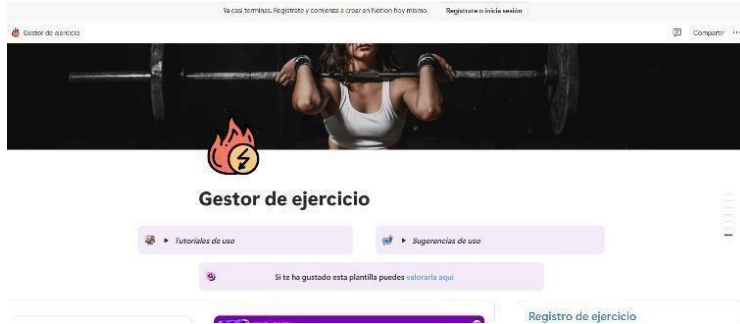 Ya casi terminas. Regístrate y comienza a crear en Notion hoy mismo. Regístrate o inicia sesión
Gestor de ejercicio Compartir ...
Gestor de ejercicio
▸ Tutoriales de uso ▸ Sugerencias de uso
Si te ha gustado esta plantilla puedes valorarla aquí
Registro de ejercicio